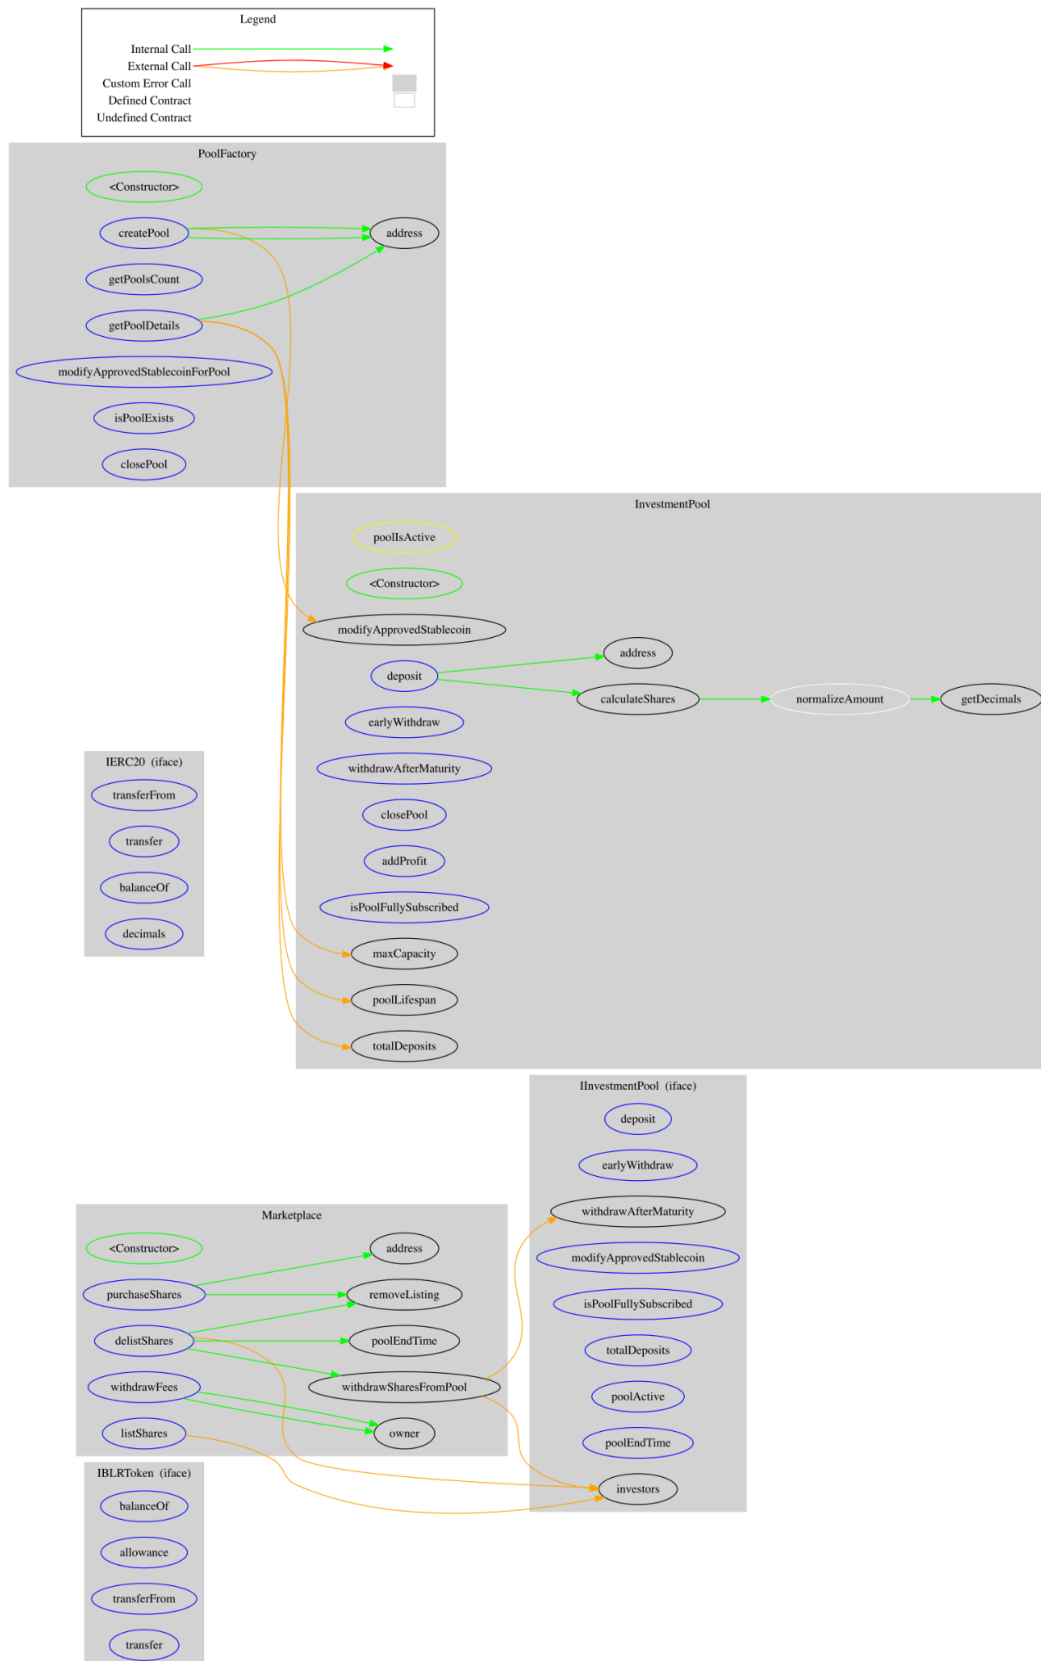 Legend
Internal Call
External Call
Custom Error Call
Defined Contract
Undefined Contract
PoolFactory
<Constructor>
createPool
address
getPoolsCount
getPoolDetails
modifyApprovedStablecoinForPool
isPoolExists
closePool
InvestmentPool
poolIsActive
<Constructor>
modifyApprovedStablecoin
deposit
address
calculateShares
normalizeAmount
getDecimals
earlyWithdraw
withdrawAfterMaturity
closePool
addProfit
isPoolFullySubscribed
maxCapacity
poolLifespan
totalDeposits
IERC20 (iface)
transferFrom
transfer
balanceOf
decimals
IInvestmentPool (iface)
deposit
earlyWithdraw
withdrawAfterMaturity
modifyApprovedStablecoin
isPoolFullySubscribed
totalDeposits
poolActive
poolEndTime
investors
Marketplace
<Constructor>
address
purchaseShares
removeListing
delistShares
poolEndTime
withdrawFees
withdrawSharesFromPool
listShares
owner
IBLRToken (iface)
balanceOf
allowance
transferFrom
transfer